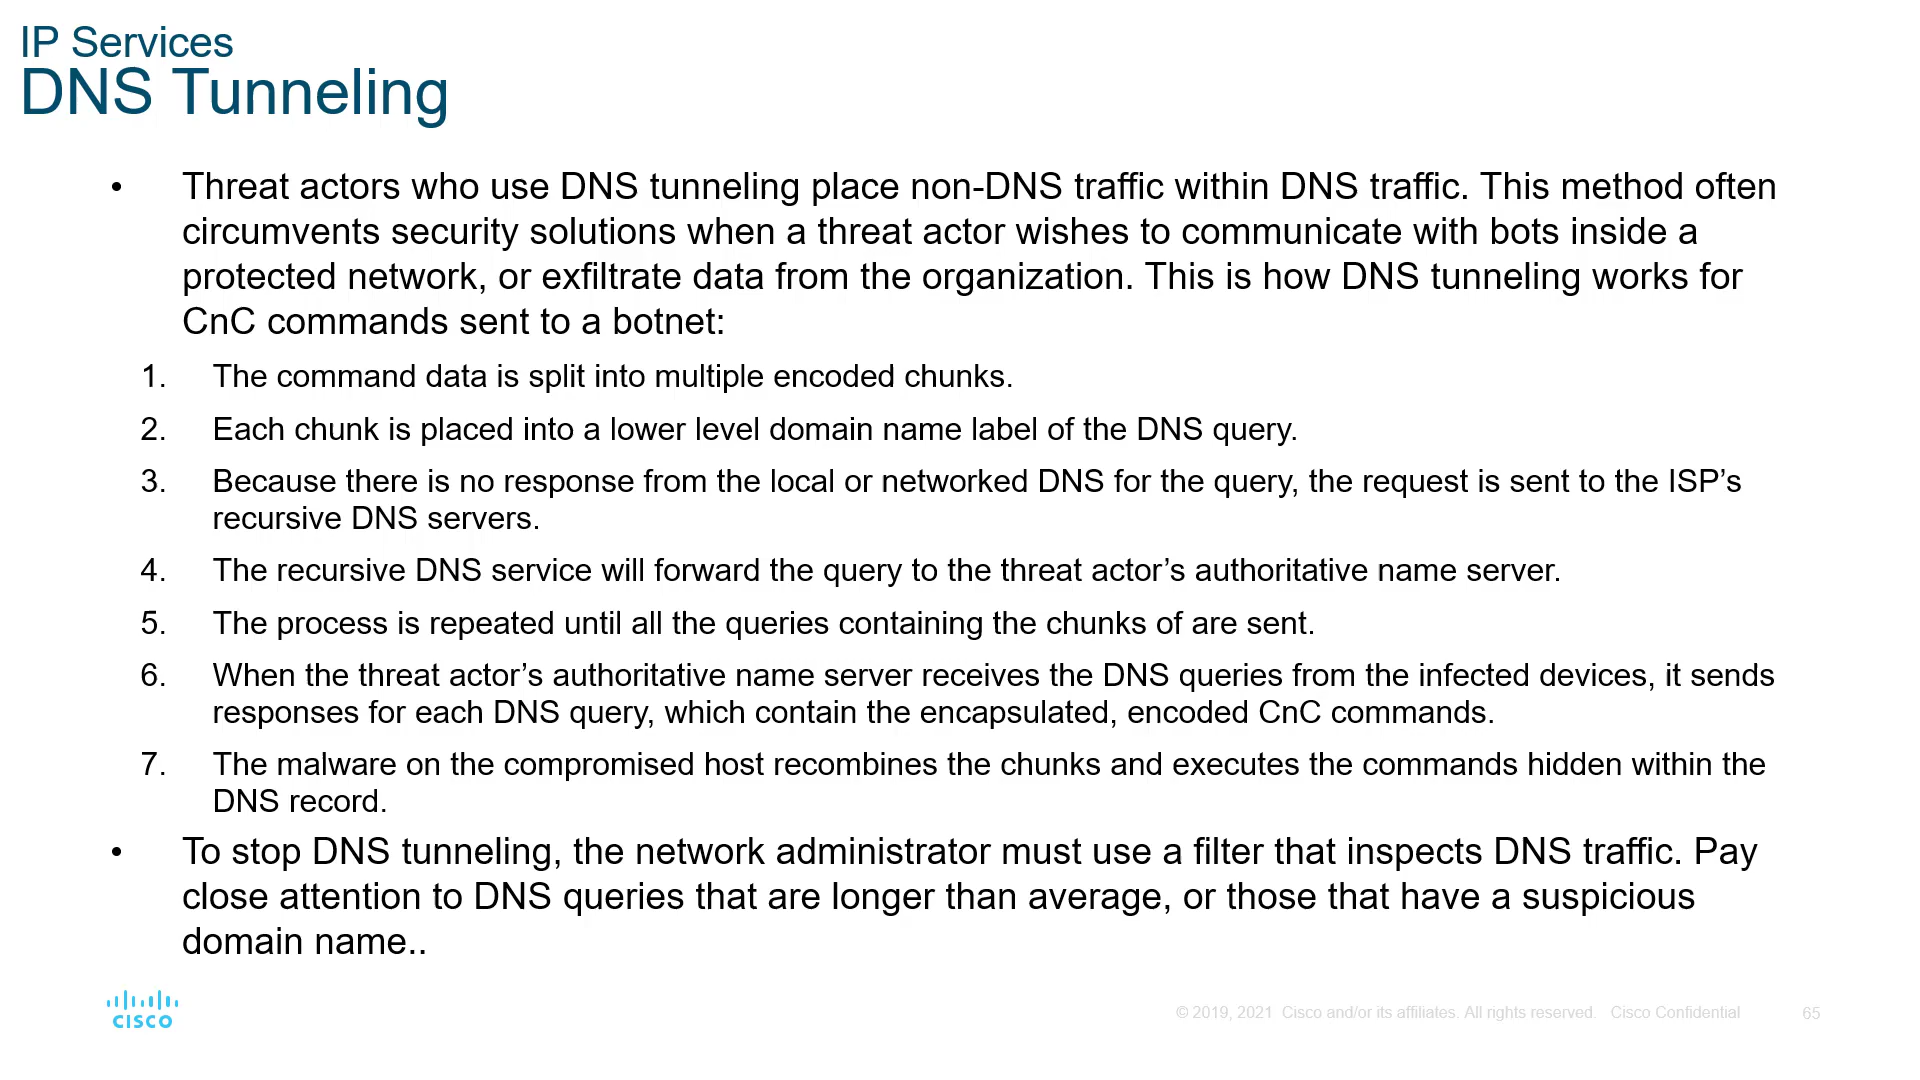 IP Services
DNS Tunneling
• Threat actors who use DNS tunneling place non-DNS traffic within DNS traffic. This method often
circumvents security solutions when a threat actor wishes to communicate with bots inside a
protected network, or exfiltrate data from the organization. This is how DNS tunneling works for
CnC commands sent to a botnet:
1. The command data is split into multiple encoded chunks.
2. Each chunk is placed into a lower level domain name label of the DNS query.
3. Because there is no response from the local or networked DNS for the query, the request is sent to the ISP’s
recursive DNS servers.
4. The recursive DNS service will forward the query to the threat actor’s authoritative name server.
5. The process is repeated until all the queries containing the chunks of are sent.
6. When the threat actor’s authoritative name server receives the DNS queries from the infected devices, it sends
responses for each DNS query, which contain the encapsulated, encoded CnC commands.
7. The malware on the compromised host recombines the chunks and executes the commands hidden within the
DNS record.
• To stop DNS tunneling, the network administrator must use a filter that inspects DNS traffic. Pay
close attention to DNS queries that are longer than average, or those that have a suspicious
domain name..
CISCO
© 2019, 2021 Cisco and/or its affiliates. All rights reserved. Cisco Confidential 65